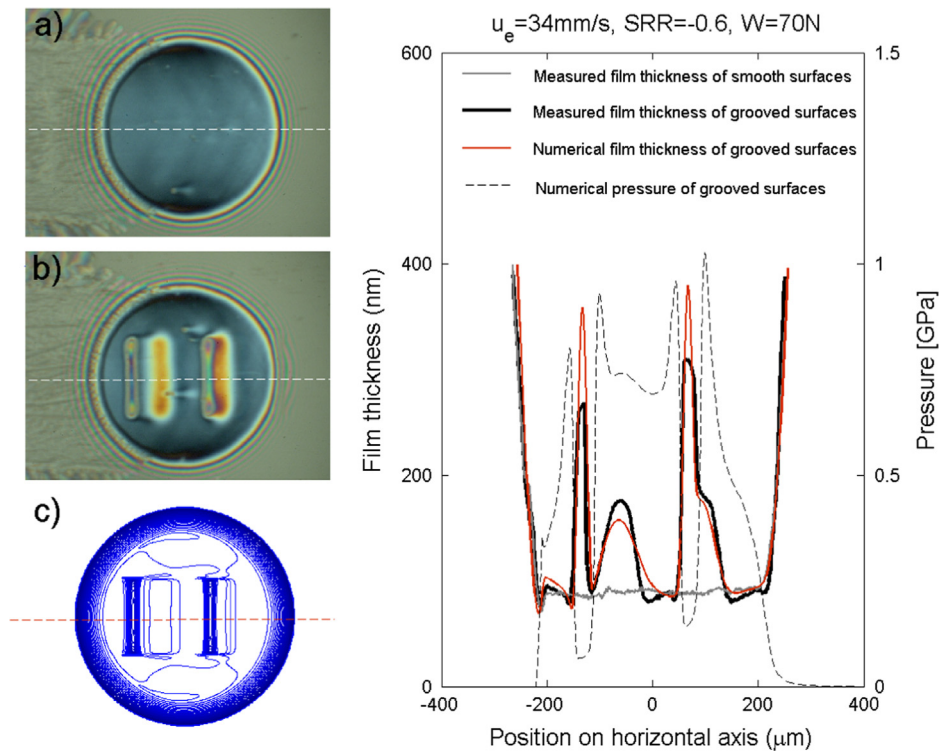 a)
b)
c)
u_e=34mm/s, SRR=-0.6, W=70N
600
400
200
0
Film thickness (nm)
Measured film thickness of smooth surfaces
Measured film thickness of grooved surfaces
Numerical film thickness of grooved surfaces
Numerical pressure of grooved surfaces
1.5
1
0.5
0
Pressure [GPa]
-400 -200 0 200 400
Position on horizontal axis (μm)